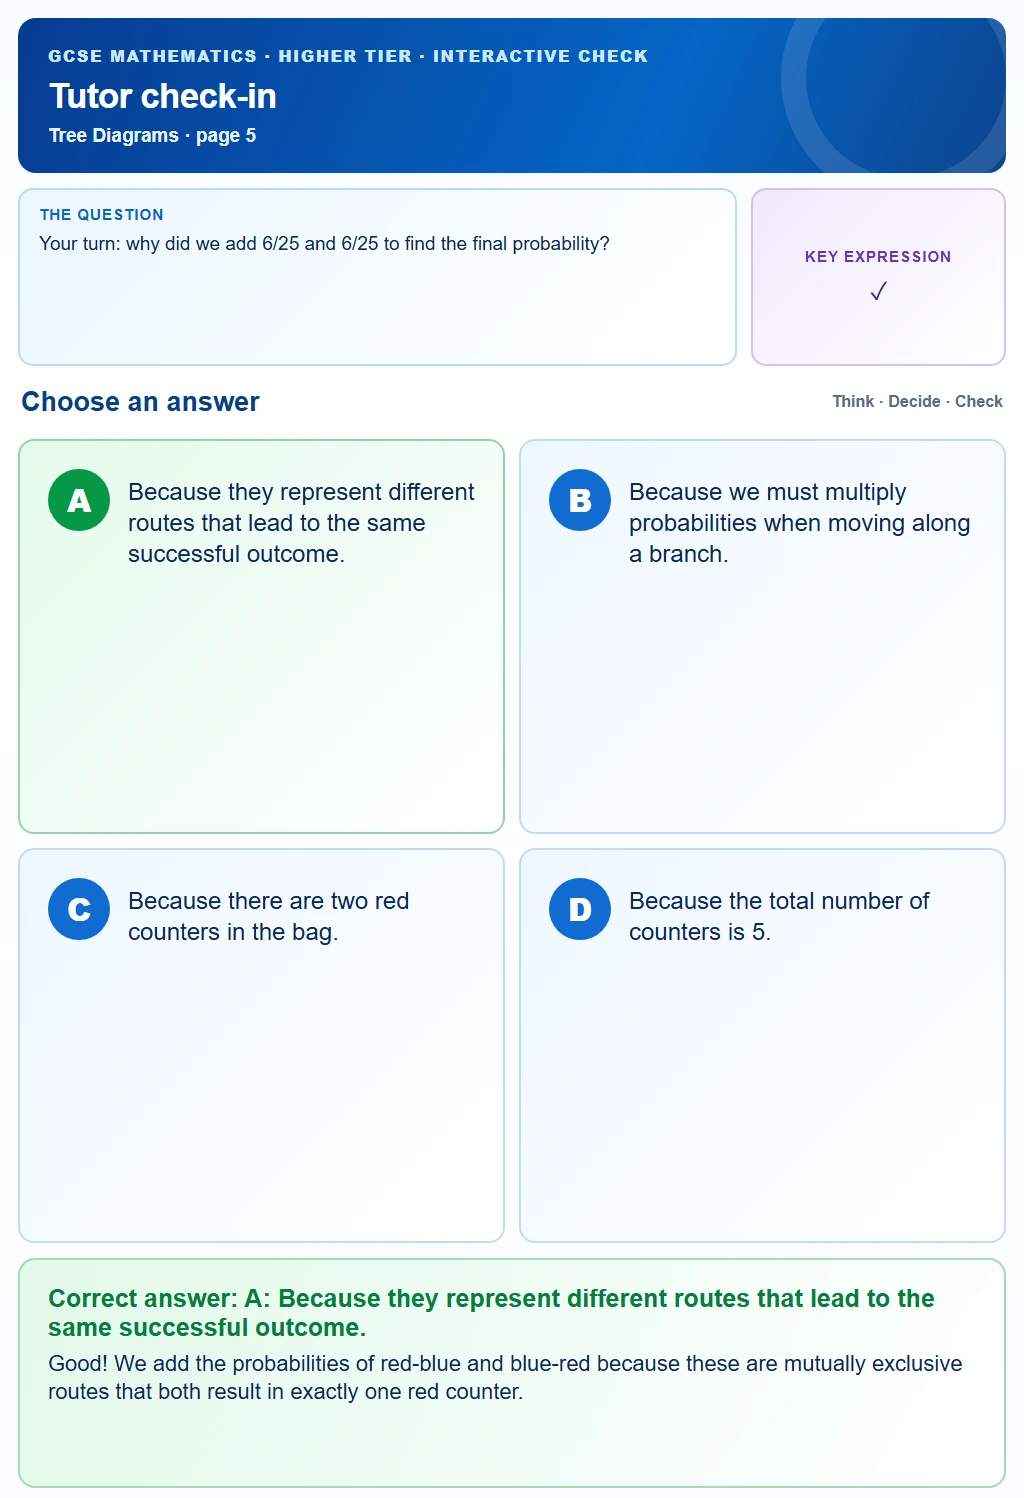 GCSE MATHEMATICS · HIGHER TIER · INTERACTIVE CHECK
Tutor check-in
Tree Diagrams · page 5
THE QUESTION
Your turn: why did we add 6/25 and 6/25 to find the final probability?
KEY EXPRESSION
✓
Choose an answer
Think · Decide · Check
A
Because they represent different
routes that lead to the same
successful outcome.
B
Because we must multiply
probabilities when moving along
a branch.
C
Because there are two red
counters in the bag.
D
Because the total number of
counters is 5.
Correct answer: A: Because they represent different routes that lead to the
same successful outcome.
Good! We add the probabilities of red-blue and blue-red because these are mutually exclusive
routes that both result in exactly one red counter.